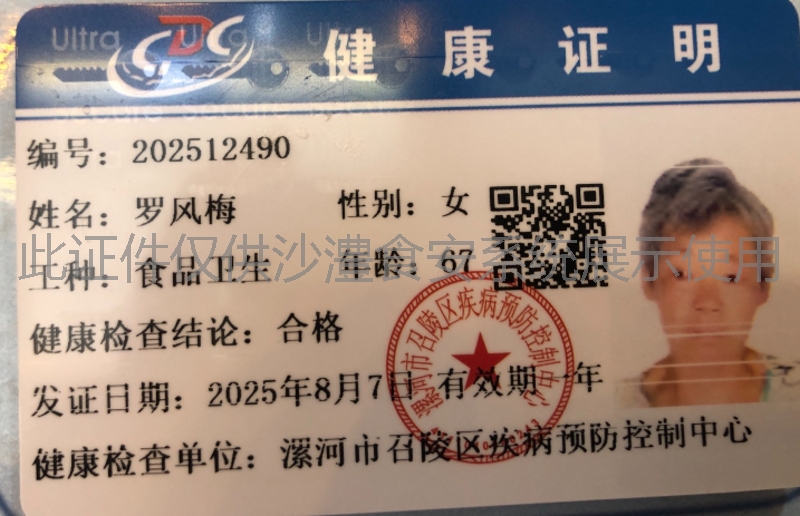 Ultra
CDC
健康证明
编号：202512490
姓名：罗风梅 性别：女
此证件仅供沙澧食安系统展示使用
工种：食品卫生 年龄：67
健康检查结论：合格
发证日期：2025年8月7日 有效期一年
健康检查单位：漯河市召陵区疾病预防控制中心
漯河市召陵区疾病预防控制中心